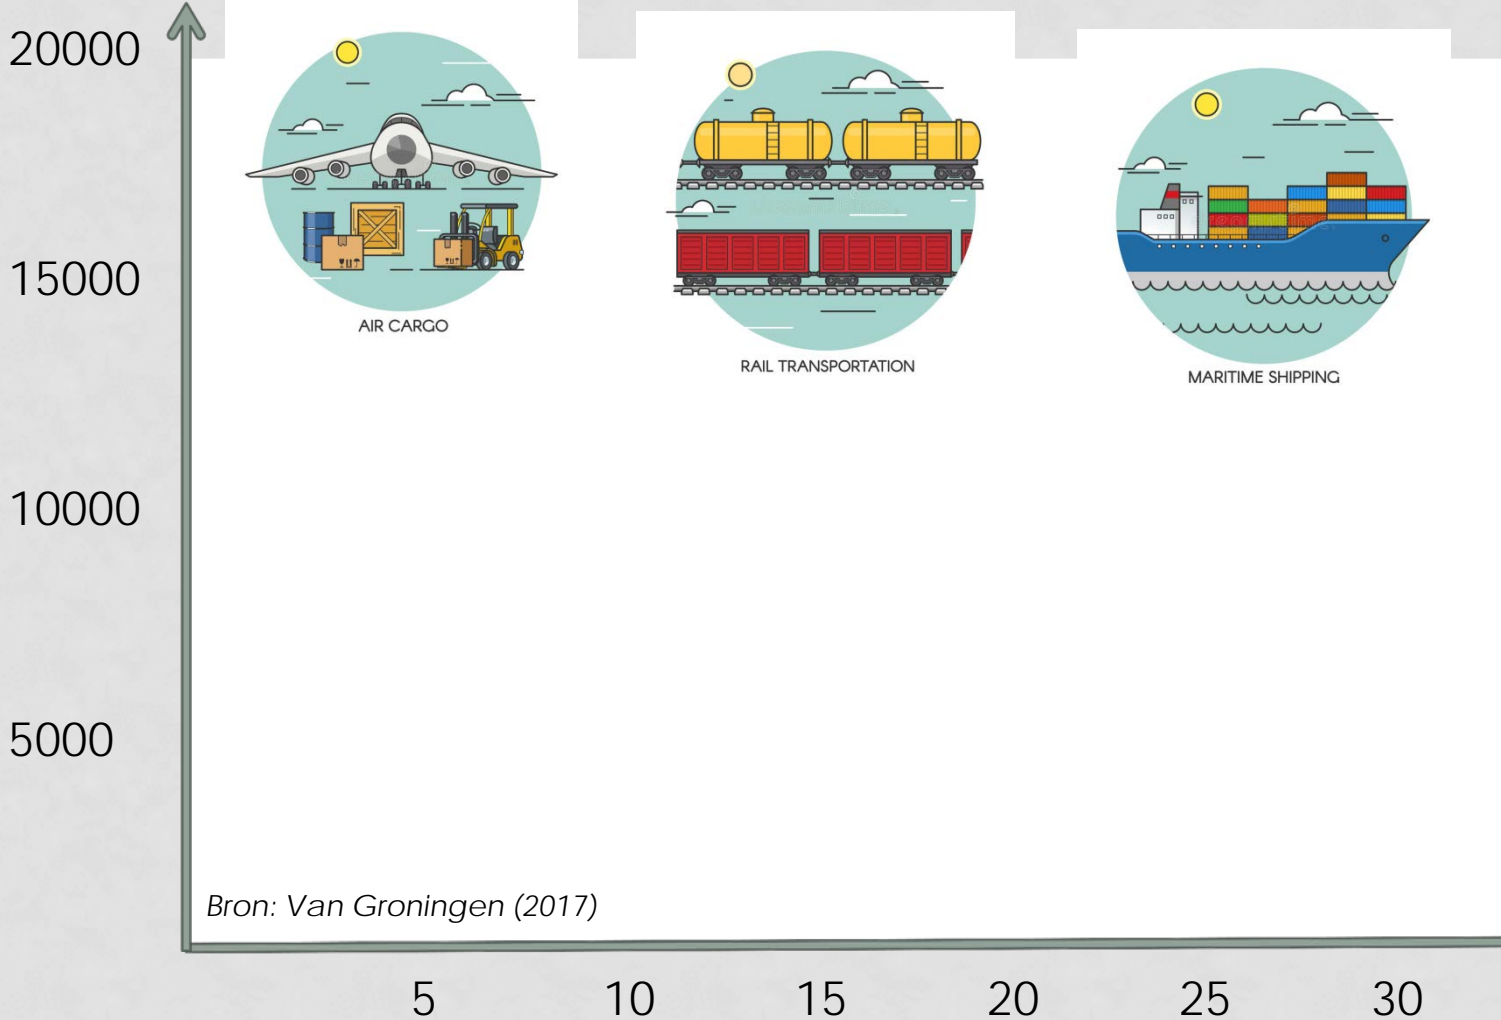 20000
15000
10000
5000
AIR CARGO
RAIL TRANSPORTATION
MARITIME SHIPPING
Bron: Van Groningen (2017)
5 10 15 20 25 30